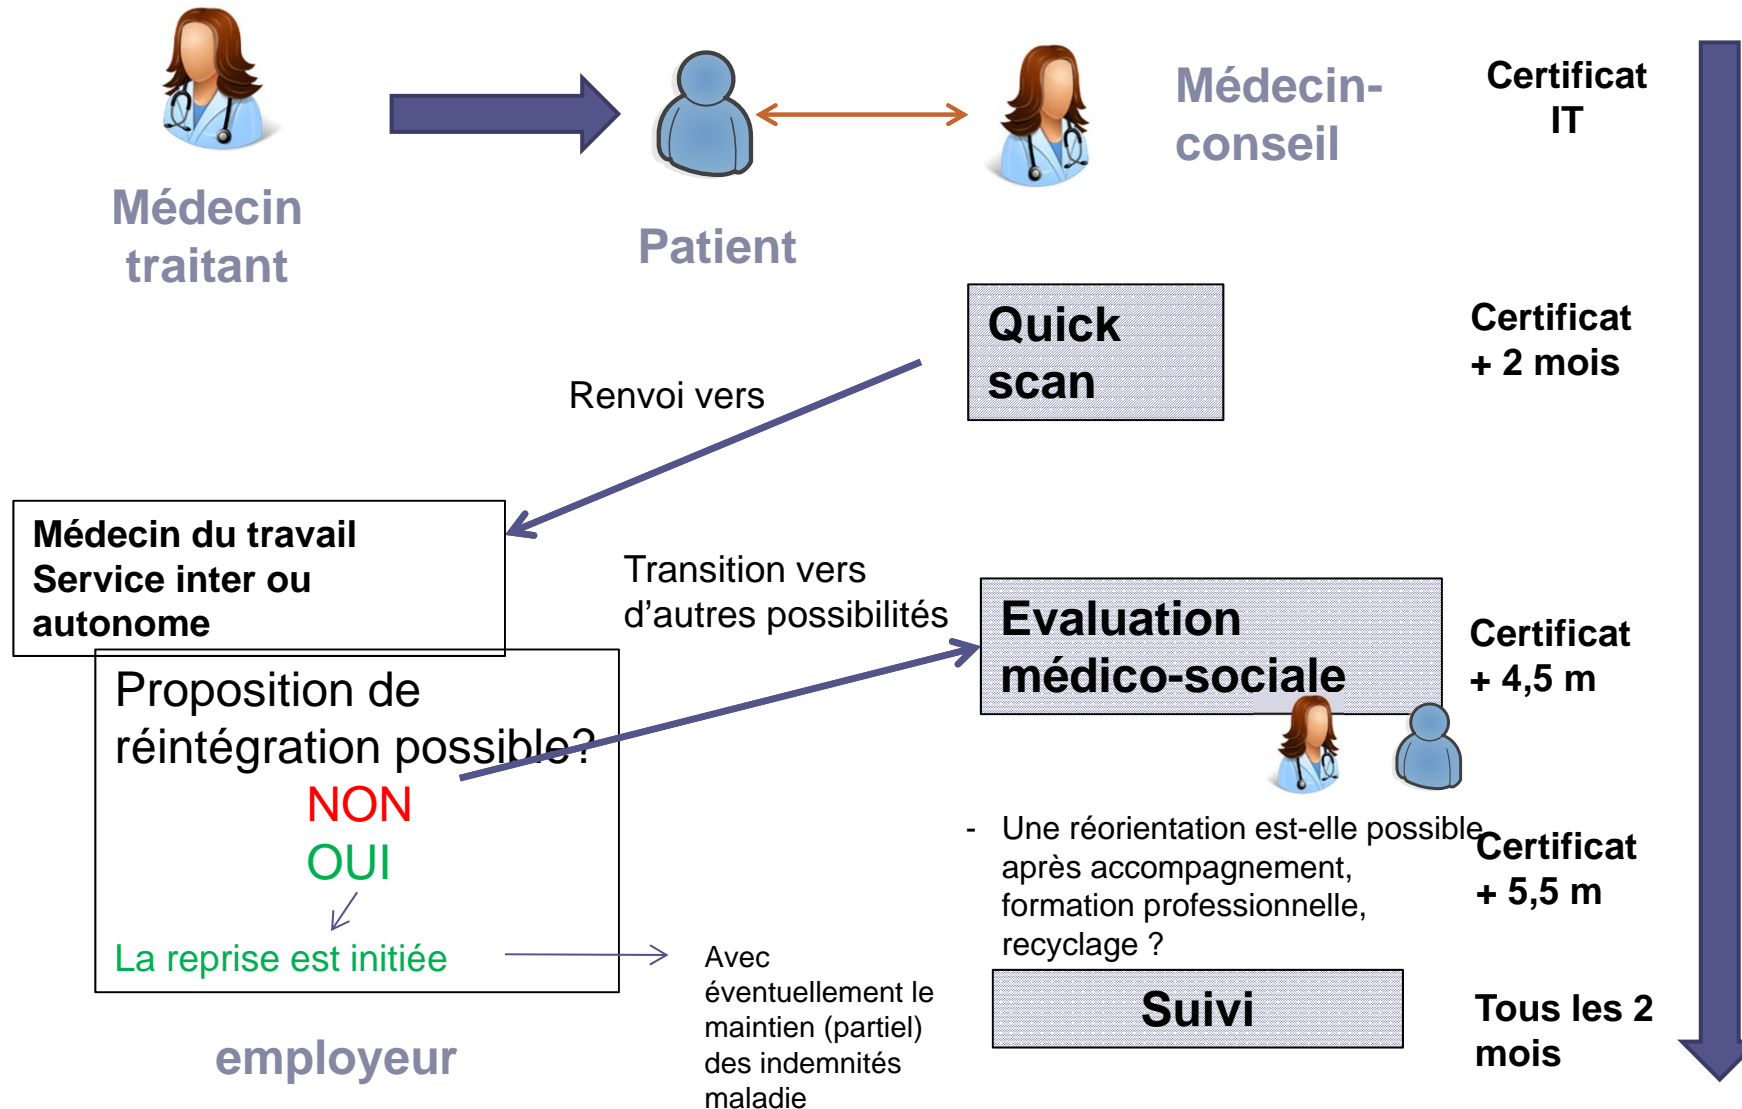 Médecin
traitant
Patient
Médecin-
conseil
Certificat
IT
Quick
scan
Certificat
+ 2 mois
Renvoi vers
Médecin du travail
Service inter ou
autonome
Transition vers
d’autres possibilités
Evaluation
médico-sociale
Certificat
+ 4,5 m
Proposition de
réintégration possible?
NON
OUI
La reprise est initiée
- Une réorientation est-elle possible
après accompagnement,
formation professionnelle,
recyclage ?
Certificat
+ 5,5 m
Avec
éventuellement le
maintien (partiel)
des indemnités
maladie
Suivi
Tous les 2
mois
employeur